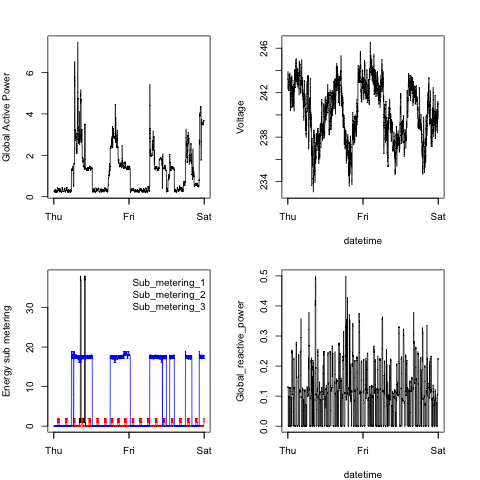 Global Active Power
0 2 4 6
Thu Fri Sat
Voltage
234 238 242 246
Thu Fri Sat
datetime
Energy sub metering
0 10 20 30
Sub_metering_1
Sub_metering_2
Sub_metering_3
Thu Fri Sat
Global_reactive_power
0.0 0.1 0.2 0.3 0.4 0.5
Thu Fri Sat
datetime